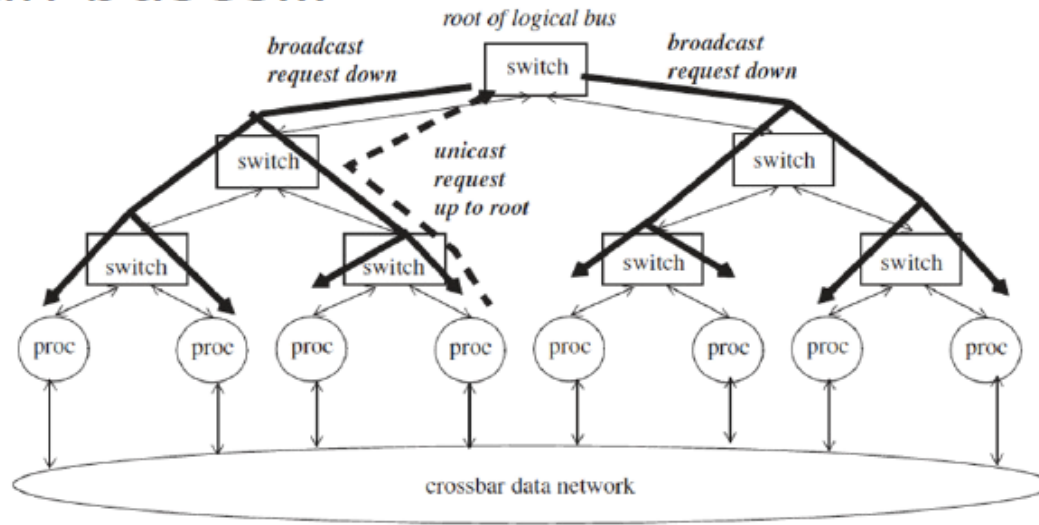 root of logical bus
broadcast
request down
broadcast
request down
switch
switch
unicast
request
up to root
switch
switch
switch
switch
switch
proc
proc
proc
proc
proc
proc
proc
proc
crossbar data network